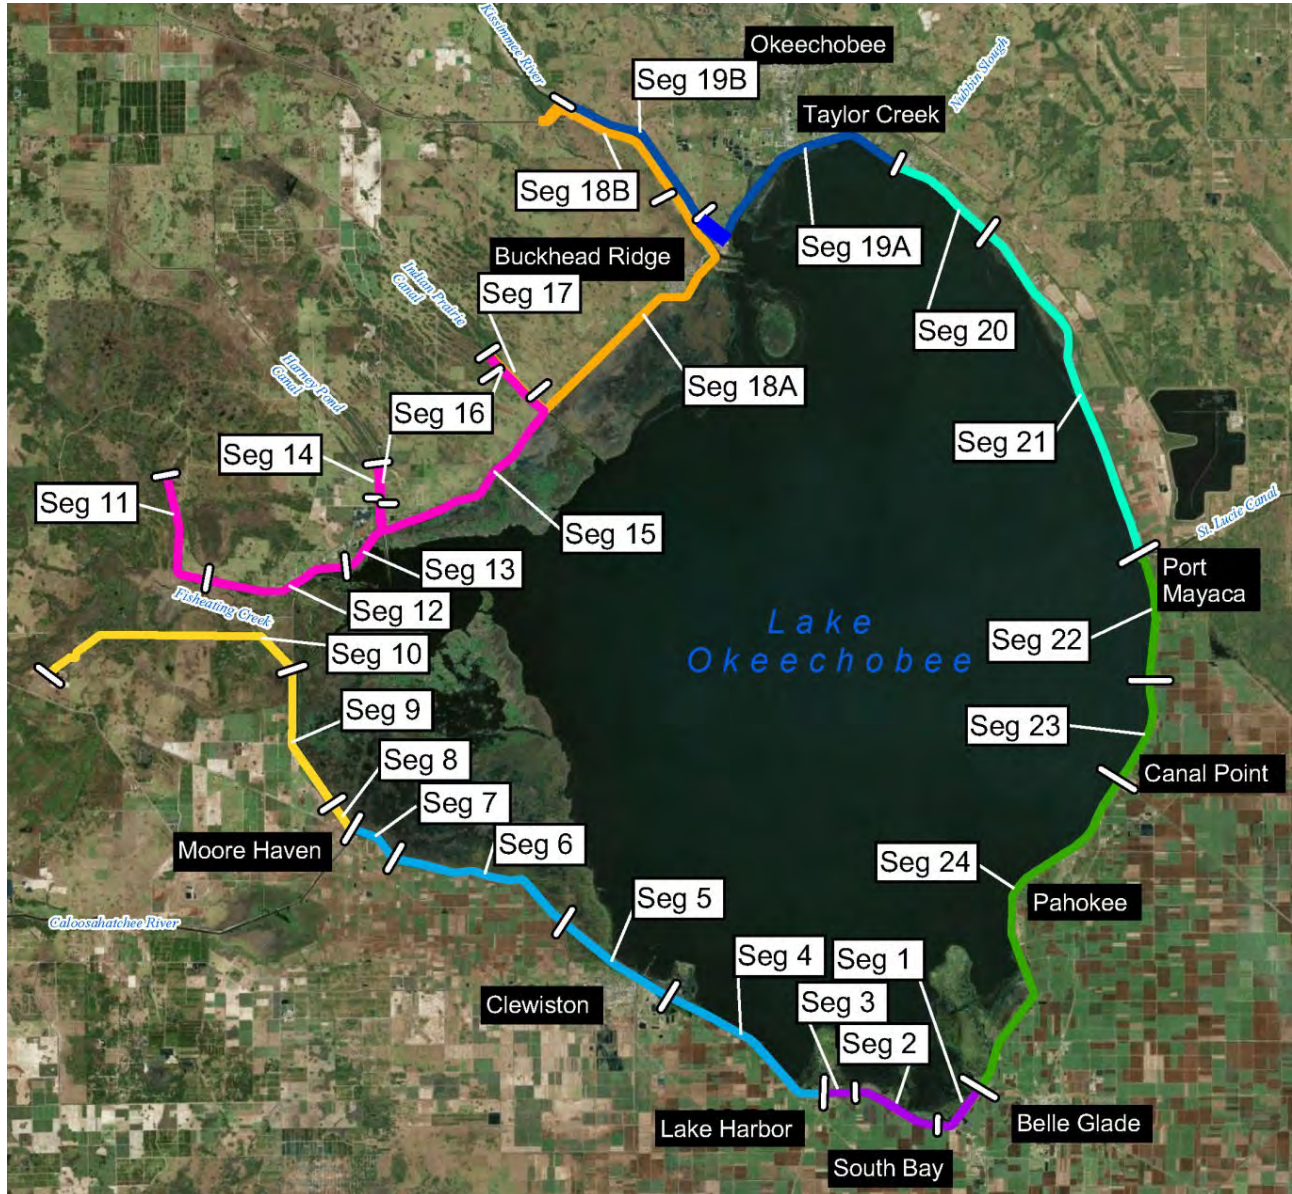 Kissimmee River
Okeechobee
Seg 19B
Nubbin Slough
Taylor Creek
Seg 18B
Seg 19A
Buckhead Ridge
Indian Prairie
Canal
Seg 17
Seg 20
Harney Pond
Canal
Seg 18A
Seg 16
Seg 21
Seg 14
Seg 11
St. Lucie Canal
Seg 15
Seg 13
Port
Mayaca
Fisheating Creek
Seg 12
Lake
Okeechobee
Seg 22
Seg 10
Seg 9
Seg 23
Seg 8
Canal Point
Seg 7
Moore Haven
Seg 6
Seg 24
Pahokee
Caloosahatchee River
Seg 5
Seg 4
Seg 1
Clewiston
Seg 3
Seg 2
Lake Harbor
Belle Glade
South Bay